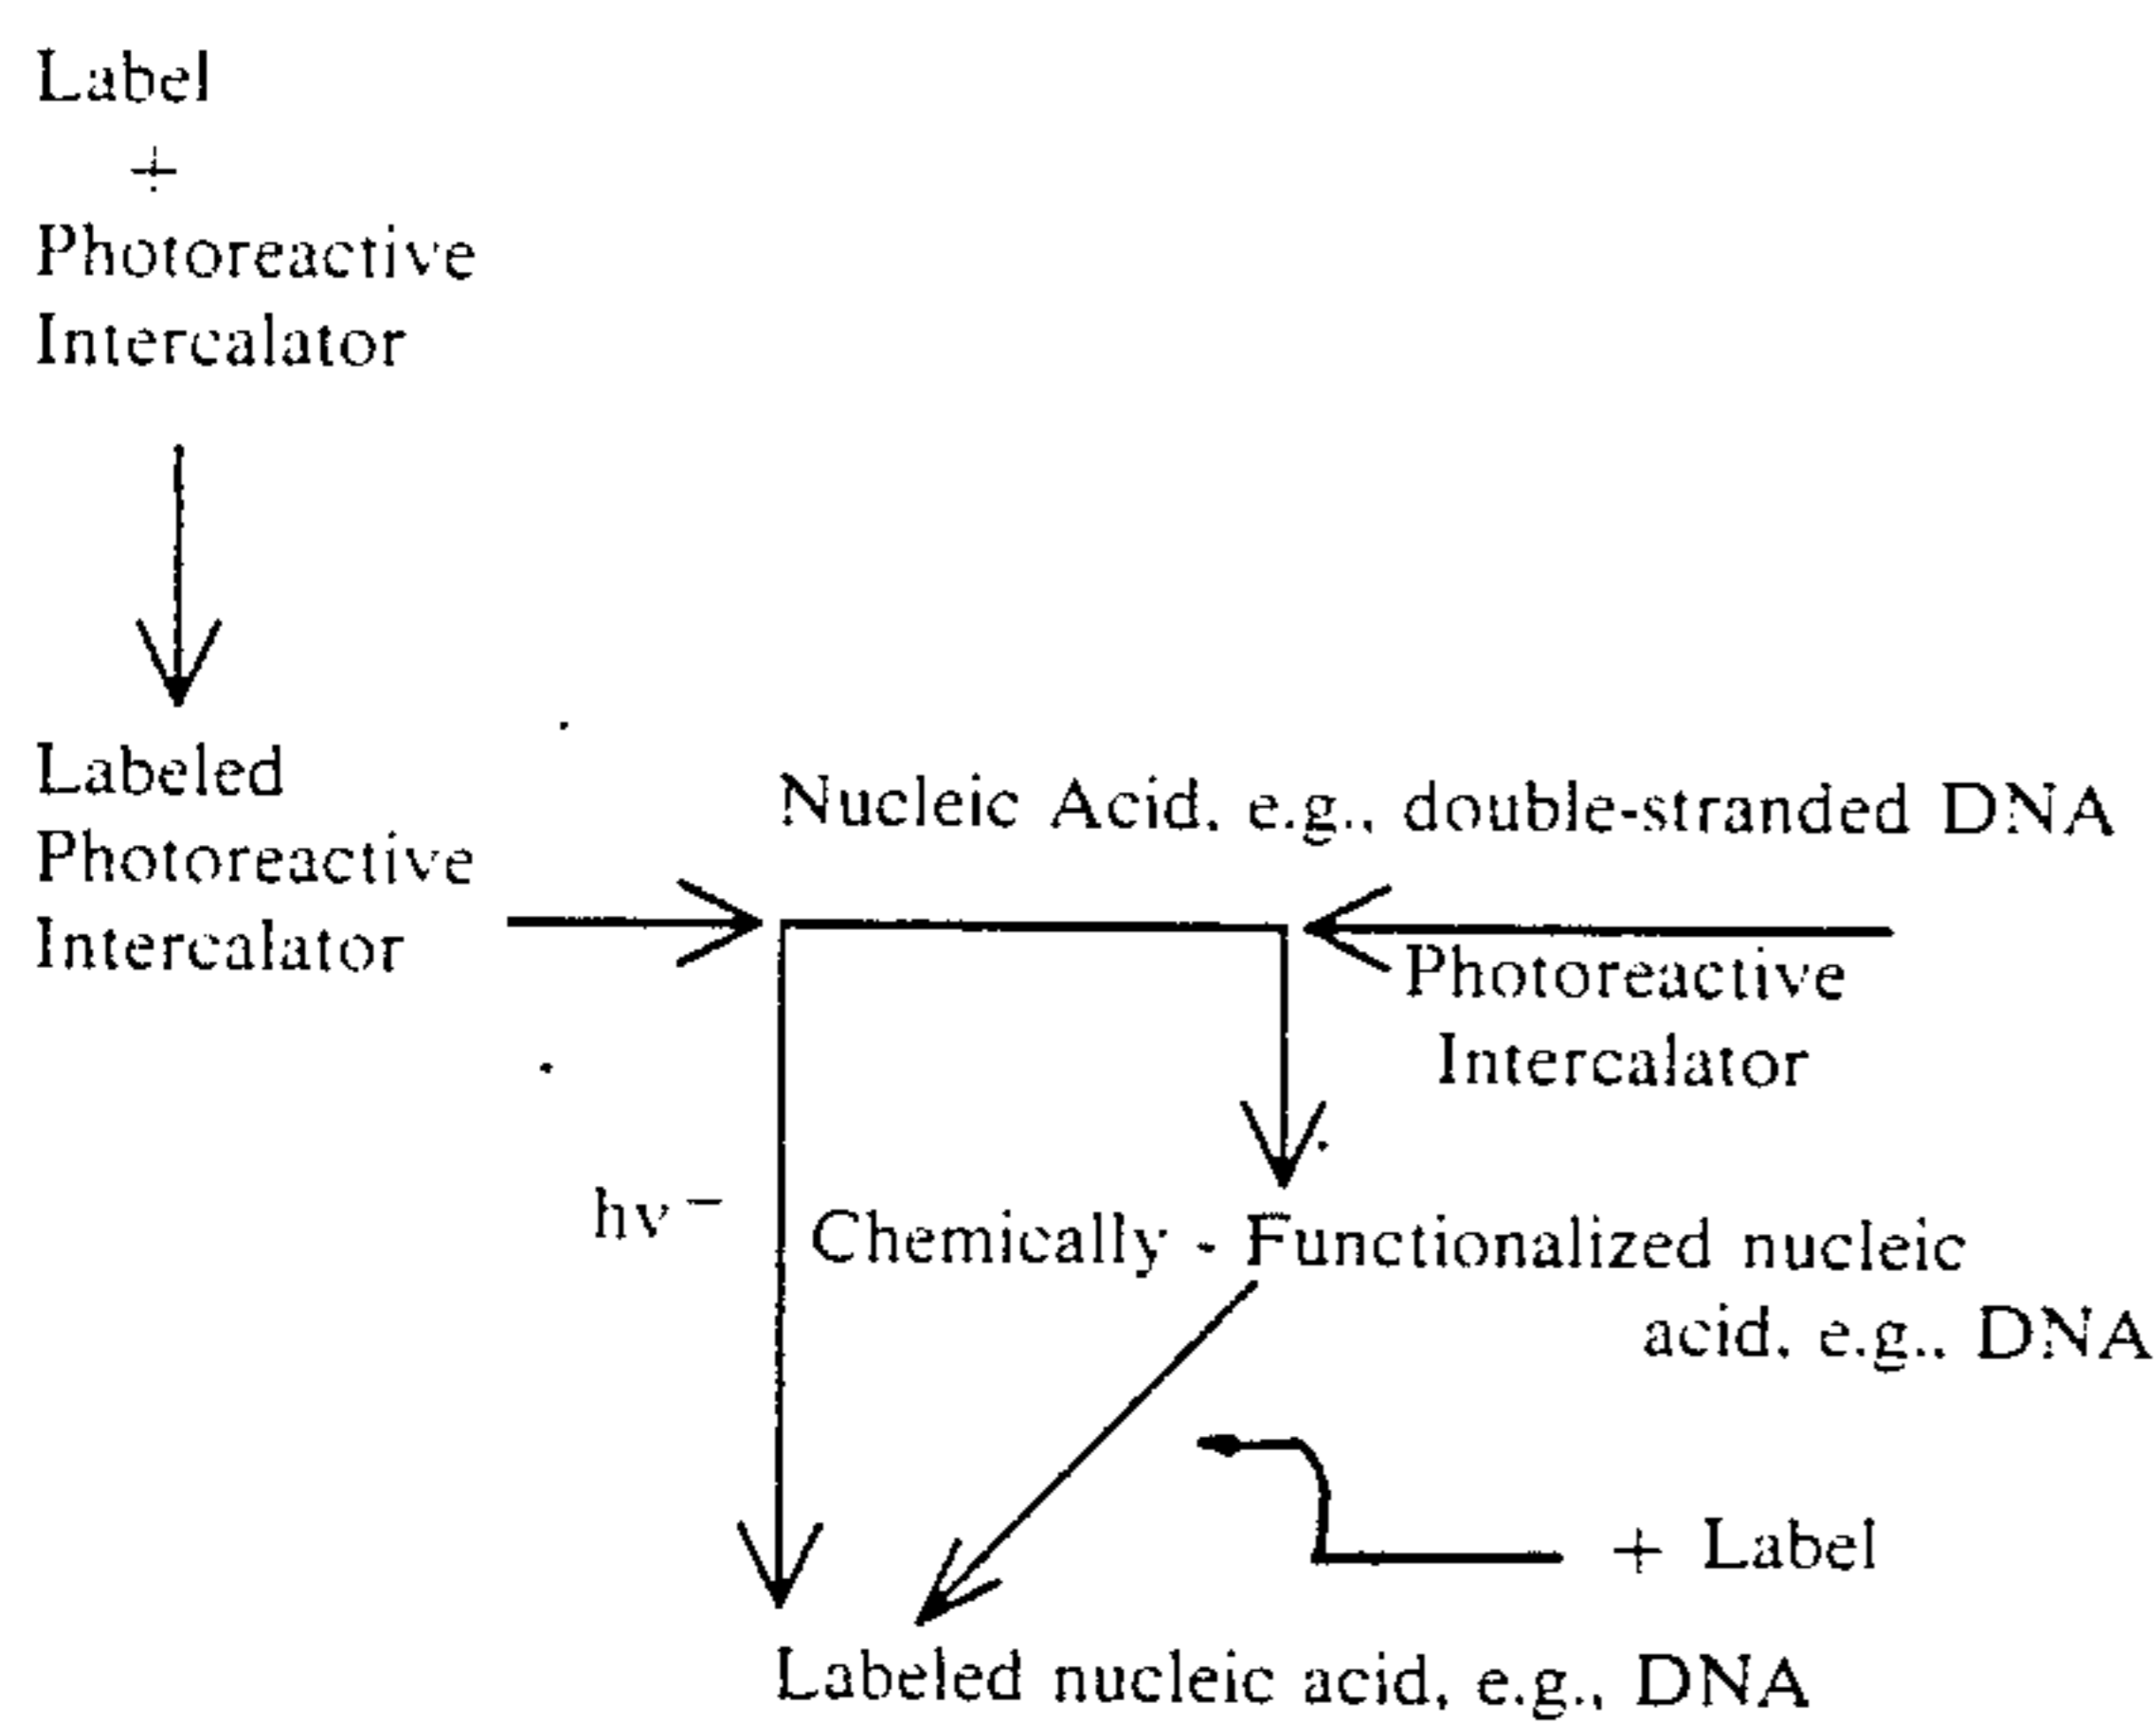 Label
+
Photoreactive
Intercalator
Labeled
Photoreactive
Intercalator
Nucleic Acid, e.g., double-stranded DNA
Photoreactive
Intercalator
hν –
Chemically - Functionalized nucleic
acid, e.g., DNA
+ Label
Labeled nucleic acid, e.g., DNA